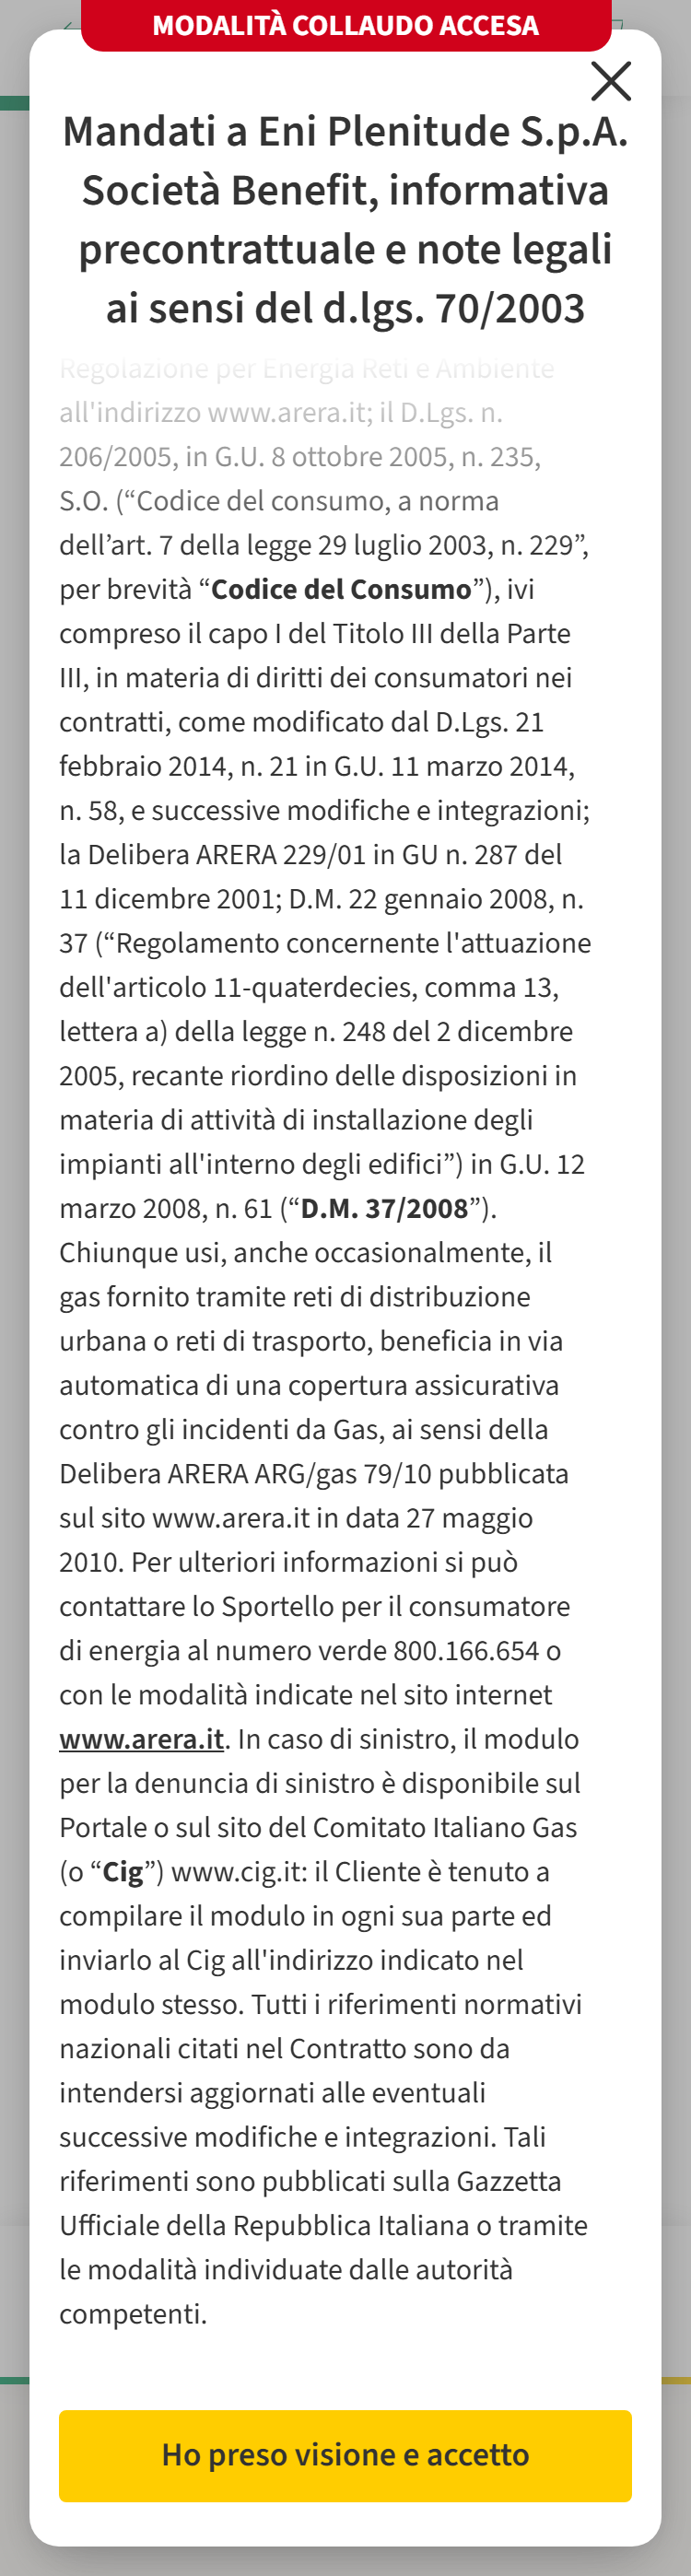 MODALITÀ COLLAUDO ACCESA
Mandati a Eni Plenitude S.p.A.
Società Benefit, informativa
precontrattuale e note legali
ai sensi del d.lgs. 70/2003
Regolazione per Energia Reti e Ambiente
all'indirizzo www.arera.it; il D.Lgs. n.
206/2005, in G.U. 8 ottobre 2005, n. 235,
S.O. (“Codice del consumo, a norma
dell’art. 7 della legge 29 luglio 2003, n. 229”,
per brevità “Codice del Consumo”), ivi
compreso il capo I del Titolo III della Parte
III, in materia di diritti dei consumatori nei
contratti, come modificato dal D.Lgs. 21
febbraio 2014, n. 21 in G.U. 11 marzo 2014,
n. 58, e successive modifiche e integrazioni;
la Delibera ARERA 229/01 in GU n. 287 del
11 dicembre 2001; D.M. 22 gennaio 2008, n.
37 (“Regolamento concernente l'attuazione
dell'articolo 11-quaterdecies, comma 13,
lettera a) della legge n. 248 del 2 dicembre
2005, recante riordino delle disposizioni in
materia di attività di installazione degli
impianti all'interno degli edifici”) in G.U. 12
marzo 2008, n. 61 (“D.M. 37/2008”).
Chiunque usi, anche occasionalmente, il
gas fornito tramite reti di distribuzione
urbana o reti di trasporto, beneficia in via
automatica di una copertura assicurativa
contro gli incidenti da Gas, ai sensi della
Delibera ARERA ARG/gas 79/10 pubblicata
sul sito www.arera.it in data 27 maggio
2010. Per ulteriori informazioni si può
contattare lo Sportello per il consumatore
di energia al numero verde 800.166.654 o
con le modalità indicate nel sito internet
www.arera.it. In caso di sinistro, il modulo
per la denuncia di sinistro è disponibile sul
Portale o sul sito del Comitato Italiano Gas
(o “Cig”) www.cig.it: il Cliente è tenuto a
compilare il modulo in ogni sua parte ed
inviarlo al Cig all'indirizzo indicato nel
modulo stesso. Tutti i riferimenti normativi
nazionali citati nel Contratto sono da
intendersi aggiornati alle eventuali
successive modifiche e integrazioni. Tali
riferimenti sono pubblicati sulla Gazzetta
Ufficiale della Repubblica Italiana o tramite
le modalità individuate dalle autorità
competenti.
Ho preso visione e accetto